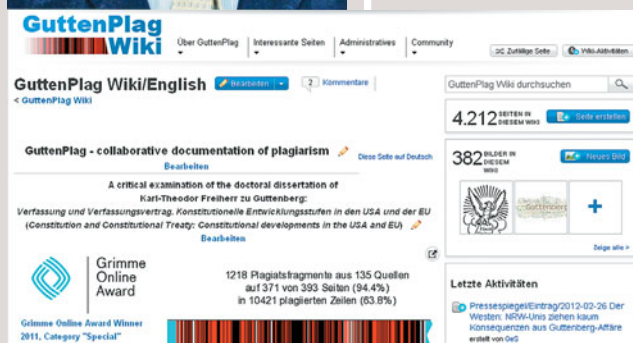 GuttenPlag
Wiki
Über GuttenPlag
Interessante Seiten
Administratives
Community
Zufällige Seite
Wiki-Aktivitäten
GuttenPlag Wiki/English
Bearbeiten
2 Kommentare
< GuttenPlag Wiki
GuttenPlag Wiki durchsuchen
4.212 SEITEN IN
DIESEM WIKI
Seite erstellen
GuttenPlag - collaborative documentation of plagiarism
Diese Seite auf Deutsch
Bearbeiten
382 BILDER IN
DIESEM
WIKI
Neues Bild
A critical examination of the doctoral dissertation of
Karl-Theodor Freiherr zu Guttenberg:
Verfassung und Verfassungsvertrag. Konstitutionelle Entwicklungsstufen in den USA und der EU
(Constitution and Constitutional Treaty: Constitutional developments in the USA and EU)
Bearbeiten
+
Zeige alle >
Grimme
Online
Award
Grimme Online Award Winner
2011, Category "Special"
1218 Plagiatsfragmente aus 135 Quellen
auf 371 von 393 Seiten (94.4%)
in 10421 plagiierten Zeilen (63.8%)
Letzte Aktivitäten
Pressespiegel/Eintrag/2012-02-26 Der
Westen: NRW-Unis ziehen kaum
Konsequenzen aus Guttenberg-Affäre
erstellt von GeS